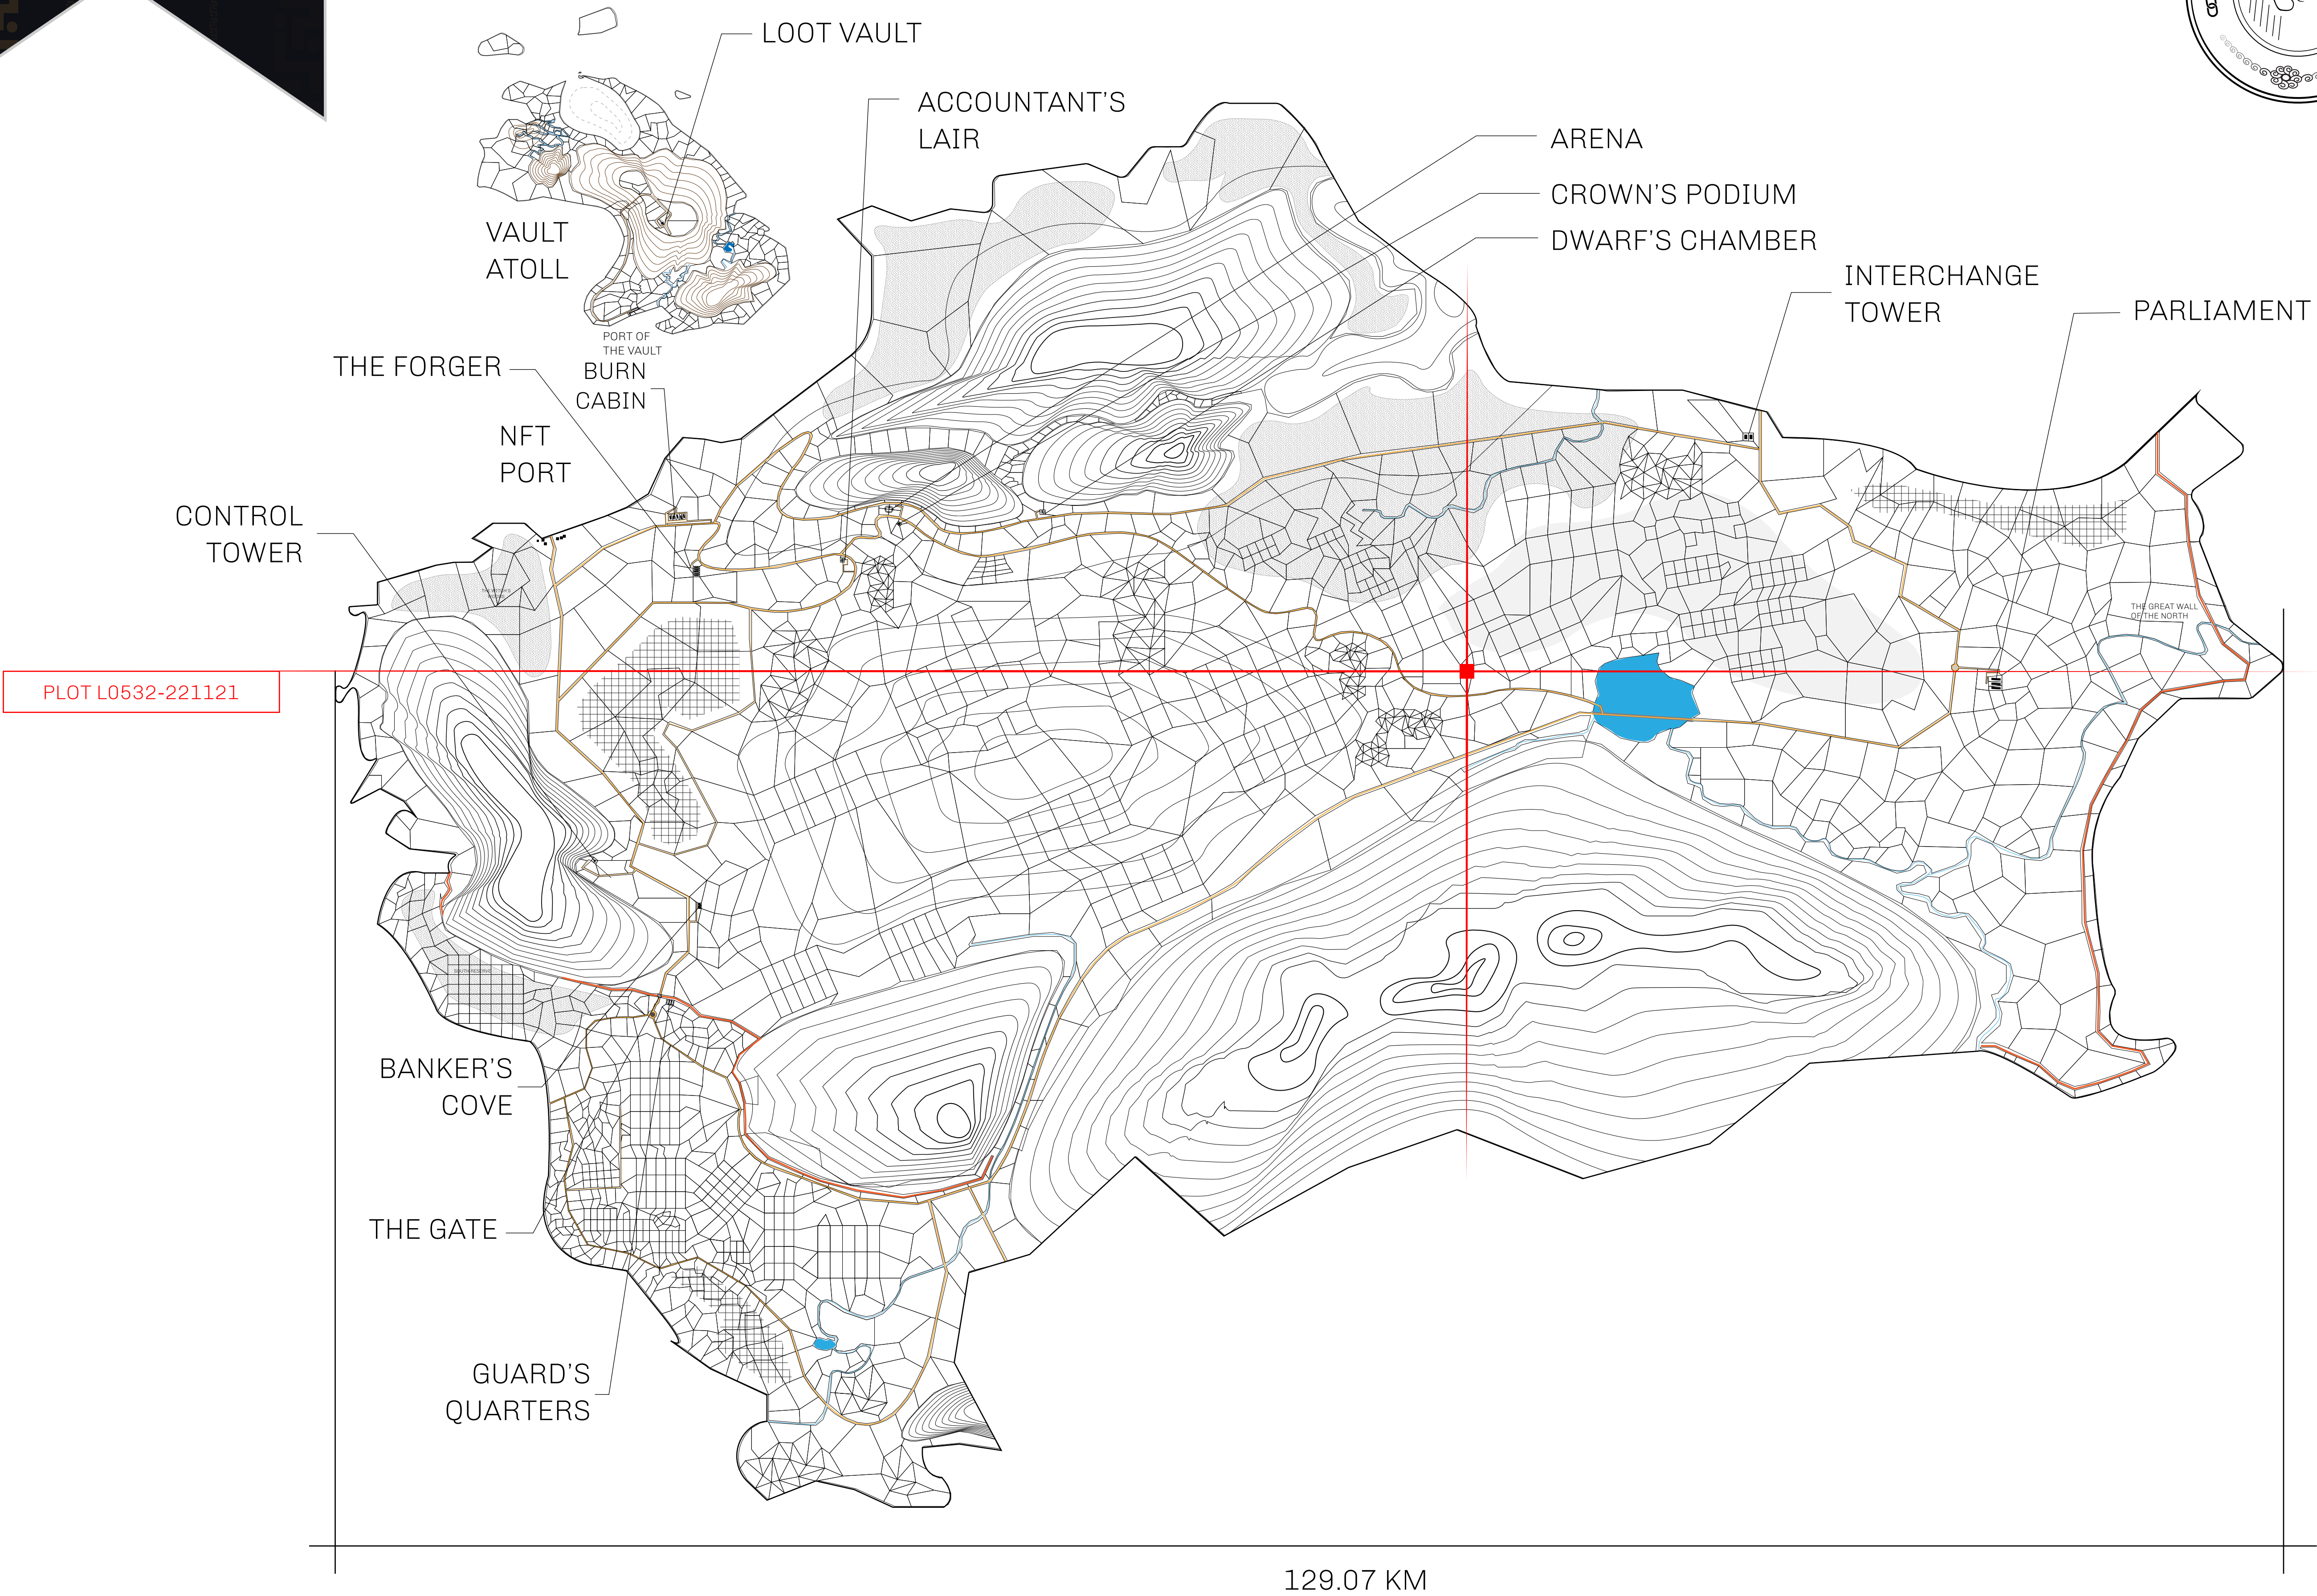 LOOT VAULT
ACCOUNTANT'S
LAIR
ARENA
CROWN'S PODIUM
DWARF'S CHAMBER
VAULT
ATOLL
INTERCHANGE
TOWER
PARLIAMENT
PORT OF
THE VAULT
THE FORGER
BURN
CABIN
NFT
PORT
CONTROL
TOWER
THE GREAT WALL
OF THE NORTH
PLOT L0532-221121
SOUTH RESERVE
BANKER'S
COVE
THE GATE
GUARD'S
QUARTERS
129.07 KM